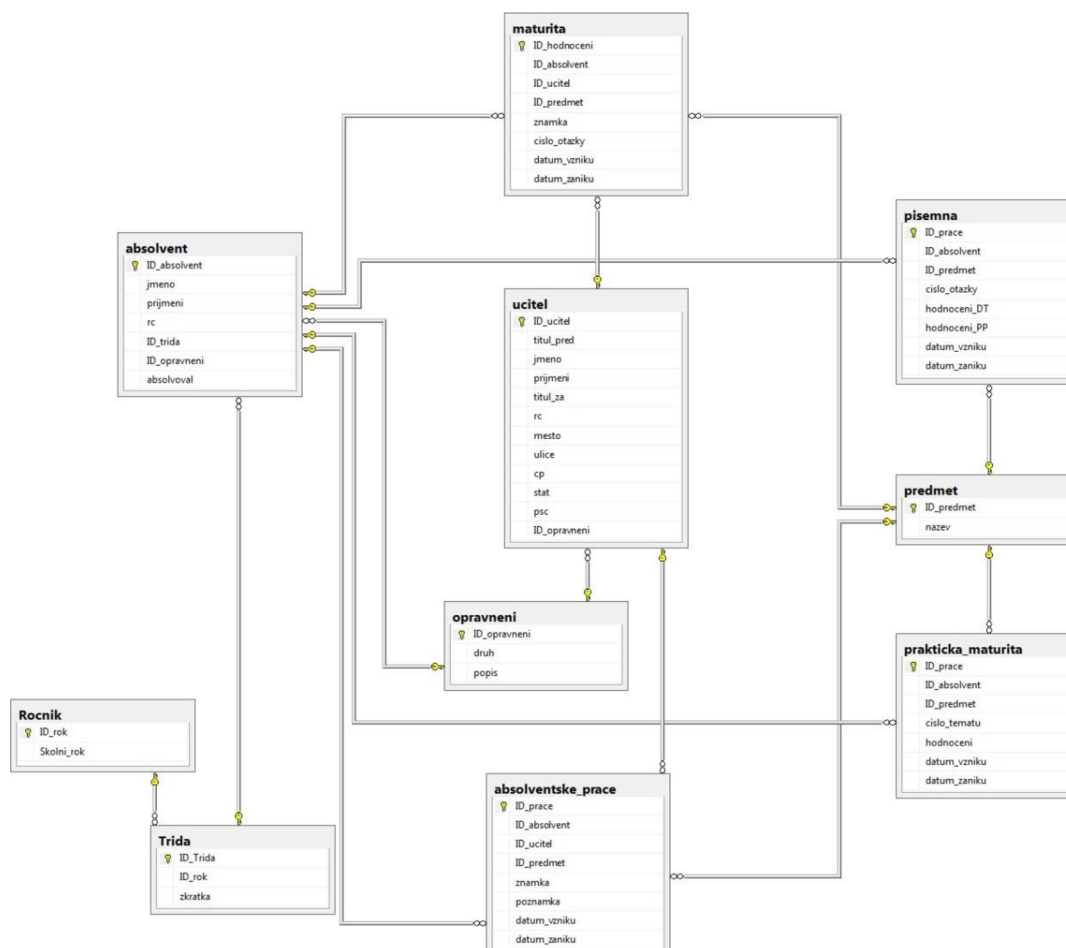 maturita
ID_hodnoceni
ID_absolvent
ID_ucitel
ID_predmet
znamka
cislo_otazky
datum_vzniku
datum_zaniku
absolvent
ID_absolvent
jmeno
prijmeni
rc
ID_trida
ID_opravneni
absolvoval
pisemna
ID_prace
ID_absolvent
ID_predmet
cislo_otazky
hodnoceni_DT
hodnoceni_PP
datum_vzniku
datum_zaniku
ucitel
ID_ucitel
titul_pred
jmeno
prijmeni
titul_za
rc
mesto
ulice
cp
stat
psc
ID_opravneni
predmet
ID_predmet
nazev
opravneni
ID_opravneni
druh
popis
prakticka_maturita
ID_prace
ID_absolvent
ID_predmet
cislo_tematu
hodnoceni
datum_vzniku
datum_zaniku
Rocnik
ID_rok
Skolni_rok
Trida
ID_Trida
ID_rok
zkratka
absolventske_prace
ID_prace
ID_absolvent
ID_ucitel
ID_predmet
znamka
poznamka
datum_vzniku
datum_zaniku